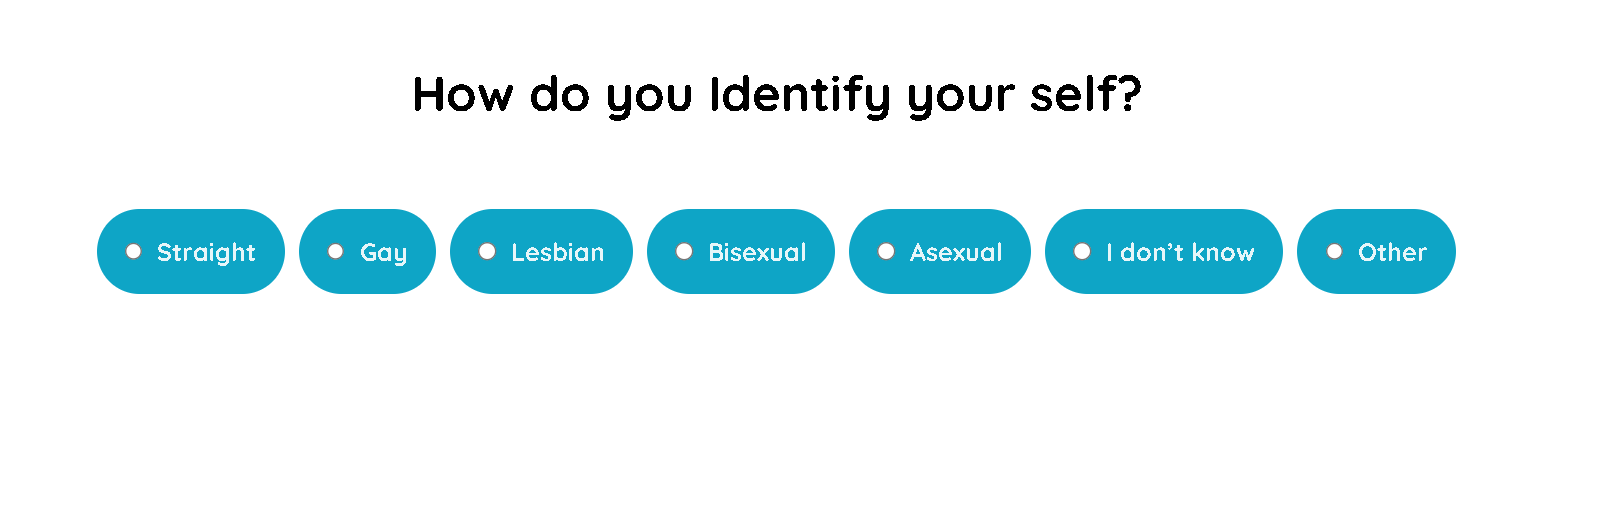 How do you Identify your self?
Straight Gay Lesbian Bisexual Asexual I don’t know Other